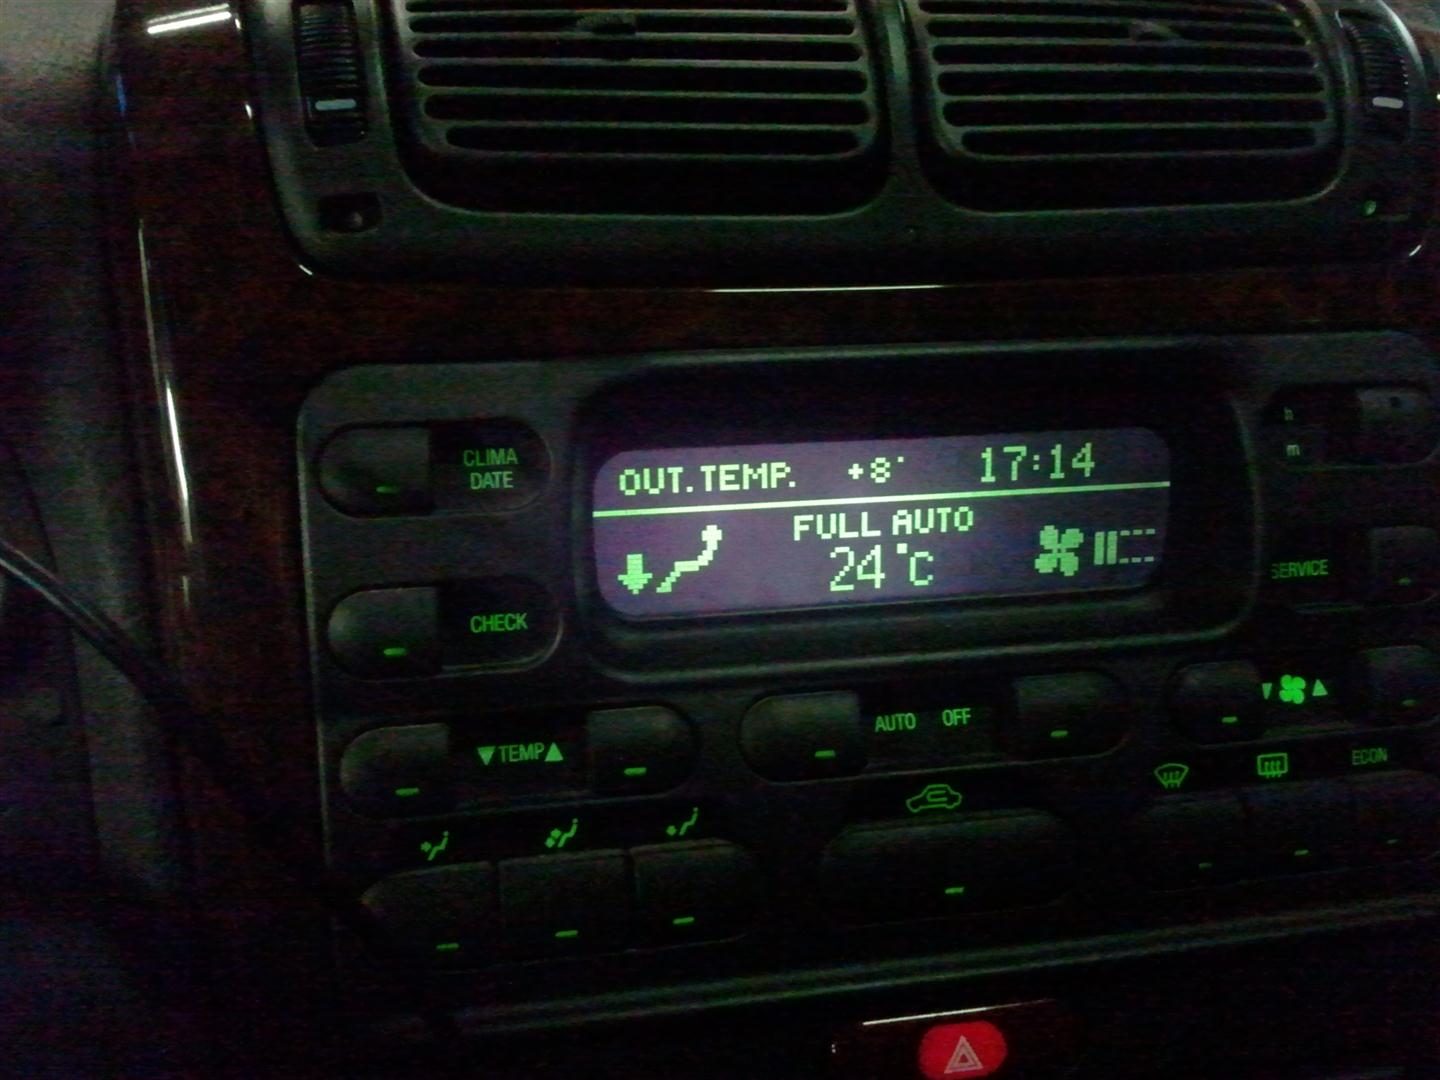 OUT.TEMP. +8° 17:14
FULL AUTO
24°C
CLIMA
DATE
CHECK
h
m
SERVICE
▼TEMP▲
AUTO OFF
▼ ▲
ECON